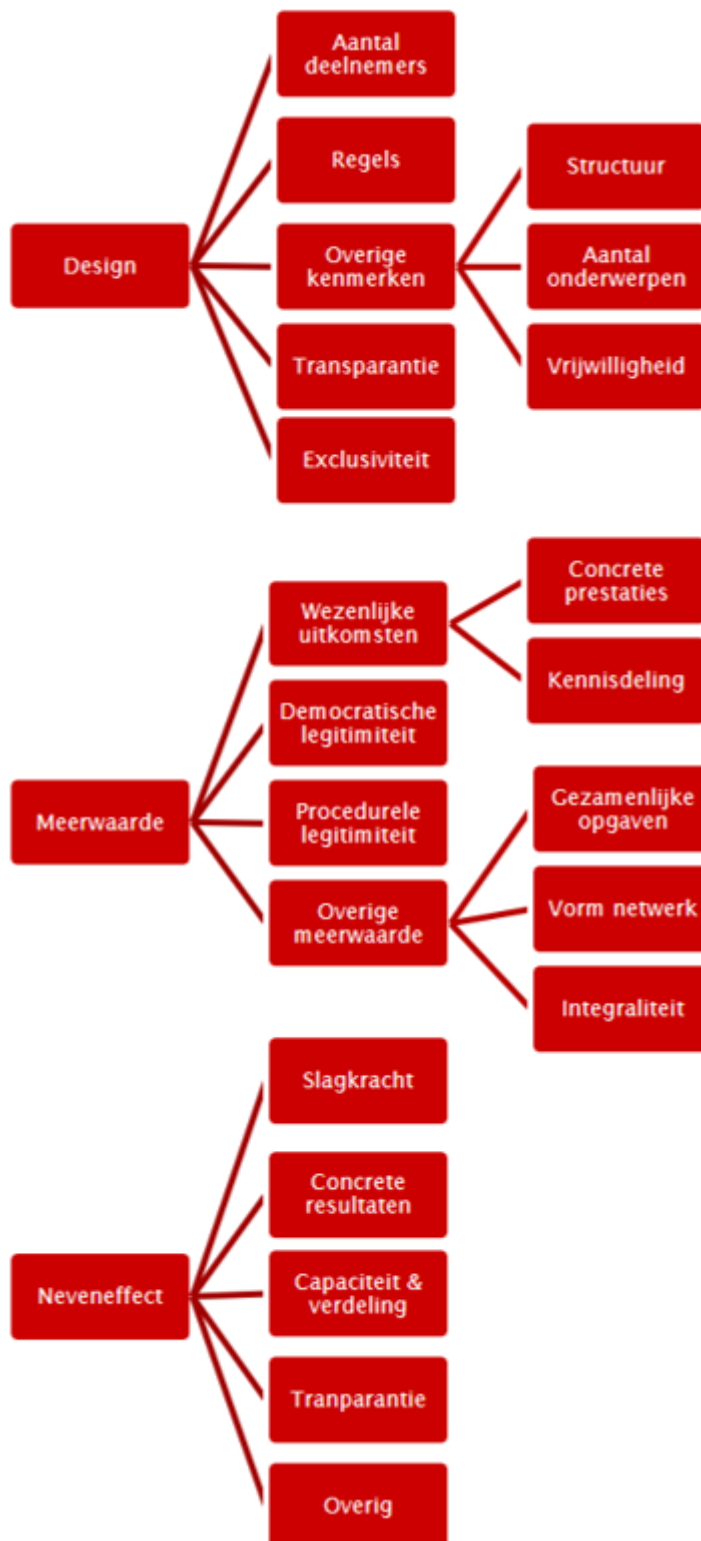 Aantal
deelnemers
Regels
Structuur
Design
Overige
kenmerken
Aantal
onderwerpen
Transparantie
Vrijwilligheid
Exclusiviteit
Wezenlijke
uitkomsten
Concrete
prestaties
Kennisdeling
Democratische
legitimiteit
Meerwaarde
Procedurele
legitimiteit
Gezamenlijke
opgaven
Overige
meerwaarde
Vorm netwerk
Integraliteit
Slagkracht
Concrete
resultaten
Neveneffect
Capaciteit &
verdeling
Tranparantie
Overig